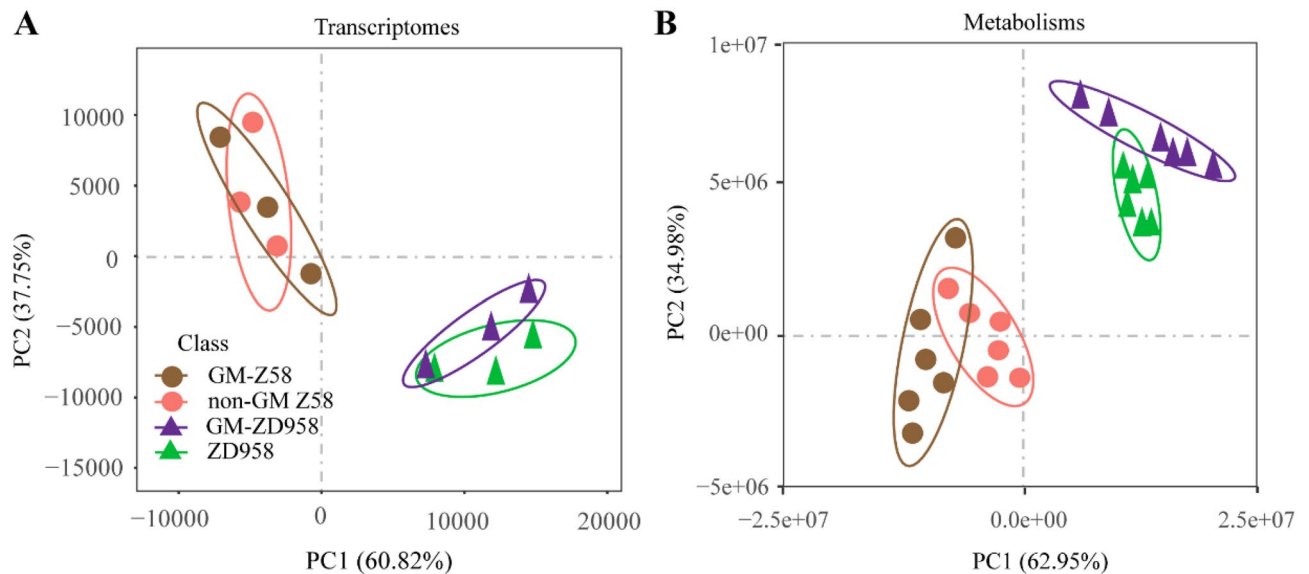 A
Transcriptomes
10000
5000
0
−5000
−10000
−15000
PC2 (37.75%)
Class
GM-Z58
non-GM Z58
GM-ZD958
ZD958
−10000
0
10000
20000
PC1 (60.82%)
B
Metabolisms
1e+07
5e+06
0e+00
−5e+06
PC2 (34.98%)
−2.5e+07
0.0e+00
2.5e+07
PC1 (62.95%)